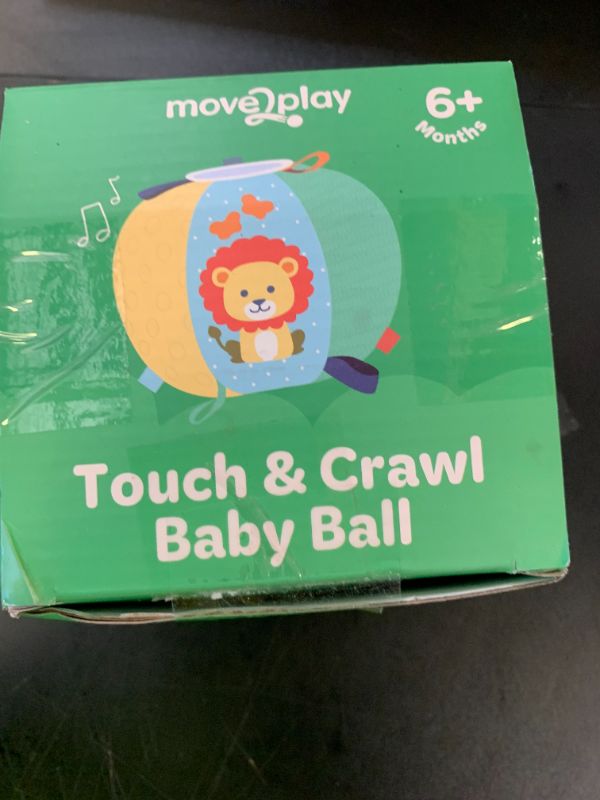 move2play
6+
Months
Touch & Crawl
Baby Ball